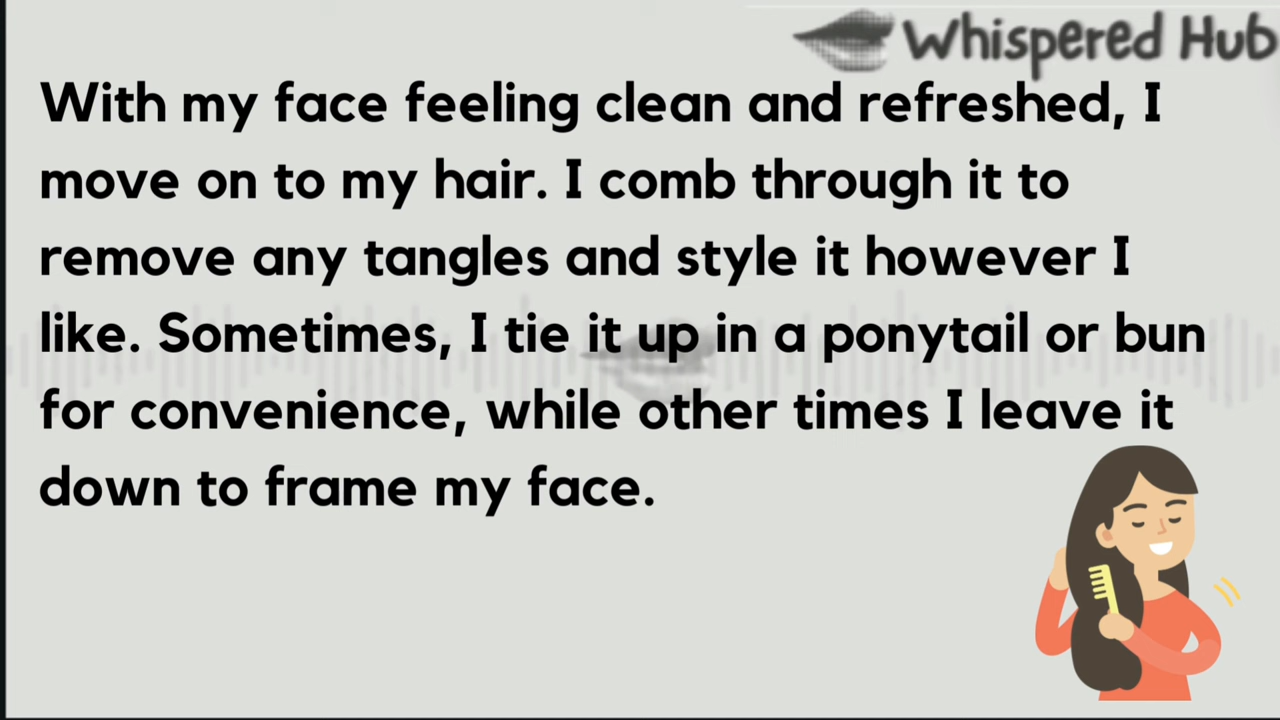 Whispered Hub
With my face feeling clean and refreshed, I
move on to my hair. I comb through it to
remove any tangles and style it however I
like. Sometimes, I tie it up in a ponytail or bun
for convenience, while other times I leave it
down to frame my face.